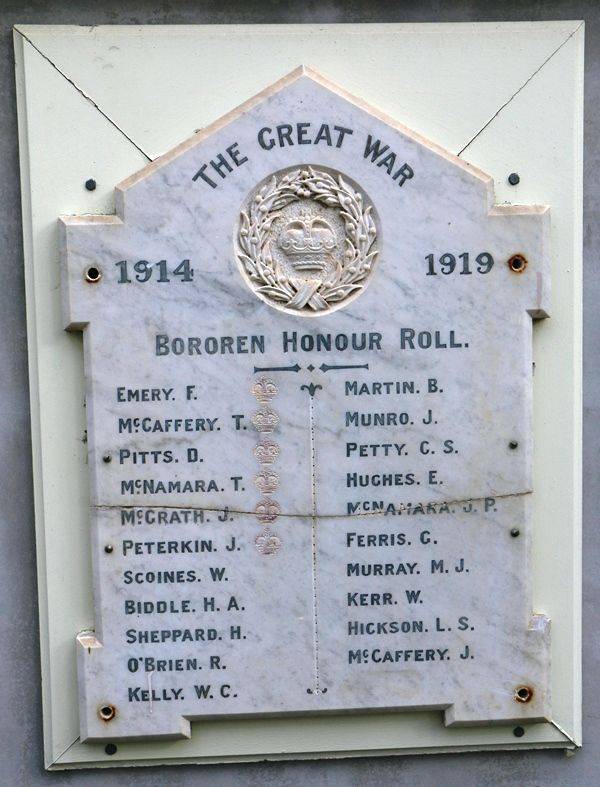 THE GREAT WAR
1914 1919
BOROREN HONOUR ROLL.
EMERY. F.
McCAFFERY. T.
PITTS. D.
McNAMARA. T.
McGRATH. J.
PETERKIN. J.
SCOINES. W.
BIDDLE. H. A.
SHEPPARD. H.
O'BRIEN. R.
KELLY. W. C.
MARTIN. B.
MUNRO. J.
PETTY. C. S.
HUGHES. E.
McNAMARA. J. P.
FERRIS. G.
MURRAY. M. J.
KERR. W.
HICKSON. L. S.
McCAFFERY. J.